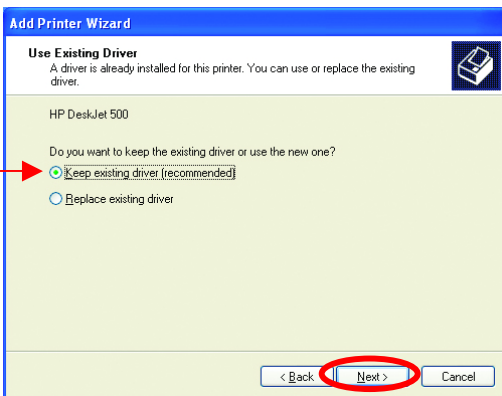 Add Printer Wizard
Use Existing Driver
A driver is already installed for this printer. You can use or replace the existing
driver.
HP DeskJet 500
Do you want to keep the existing driver or use the new one?
Keep existing driver (recommended)
Replace existing driver
< Back
Next >
Cancel